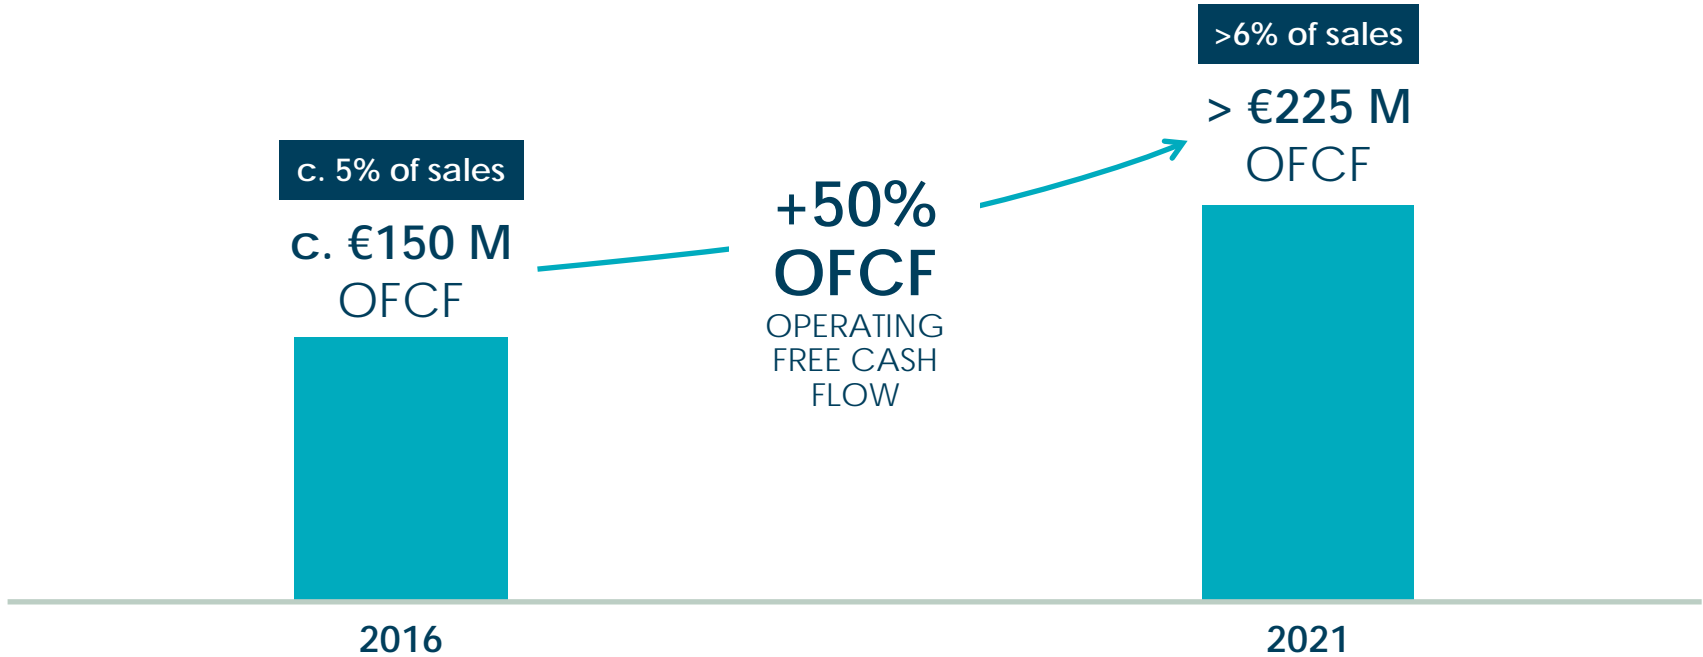 c. 5% of sales
c. €150 M
OFCF
2016
+50%
OFCF
OPERATING
FREE CASH
FLOW
>6% of sales
> €225 M
OFCF
2021